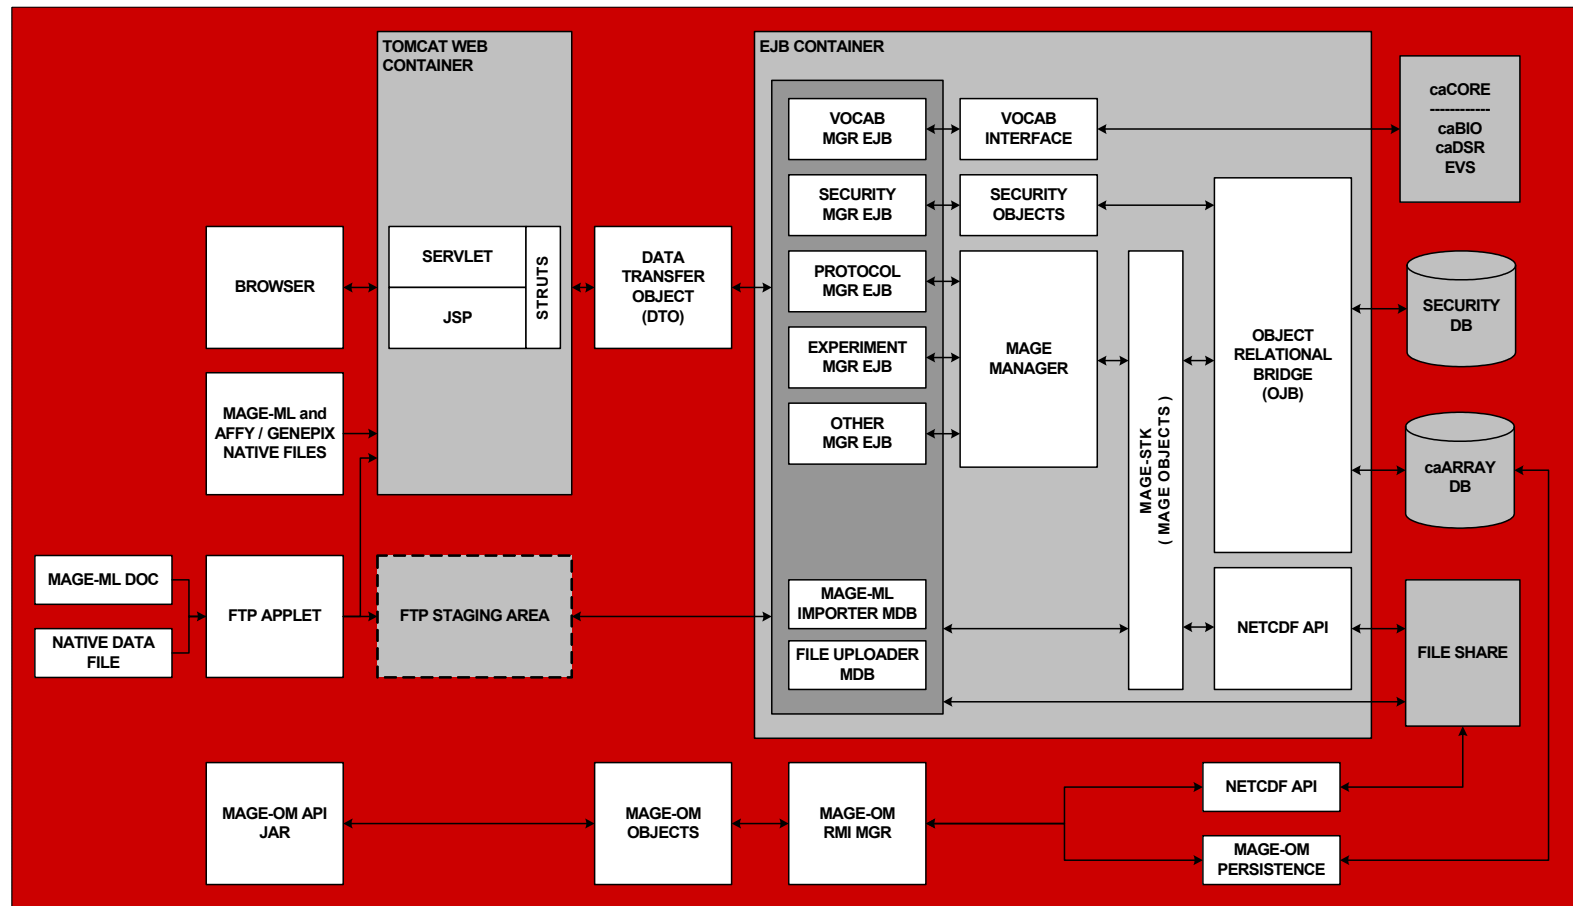 TOMCAT WEB
CONTAINER
EJB CONTAINER
VOCAB
MGR EJB
VOCAB
INTERFACE
caCORE
------------
caBIO
caDSR
EVS
SECURITY
MGR EJB
SECURITY
OBJECTS
BROWSER
SERVLET
JSP
STRUTS
DATA
TRANSFER
OBJECT
(DTO)
PROTOCOL
MGR EJB
EXPERIMENT
MGR EJB
OTHER
MGR EJB
MAGE
MANAGER
MAGE-STK
( MAGE OBJECTS )
OBJECT
RELATIONAL
BRIDGE
(OJB)
SECURITY
DB
caARRAY
DB
MAGE-ML and
AFFY / GENEPIX
NATIVE FILES
MAGE-ML DOC
NATIVE DATA
FILE
FTP APPLET
FTP STAGING AREA
MAGE-ML
IMPORTER MDB
FILE UPLOADER
MDB
NETCDF API
FILE SHARE
MAGE-OM API
JAR
MAGE-OM
OBJECTS
MAGE-OM
RMI MGR
NETCDF API
MAGE-OM
PERSISTENCE